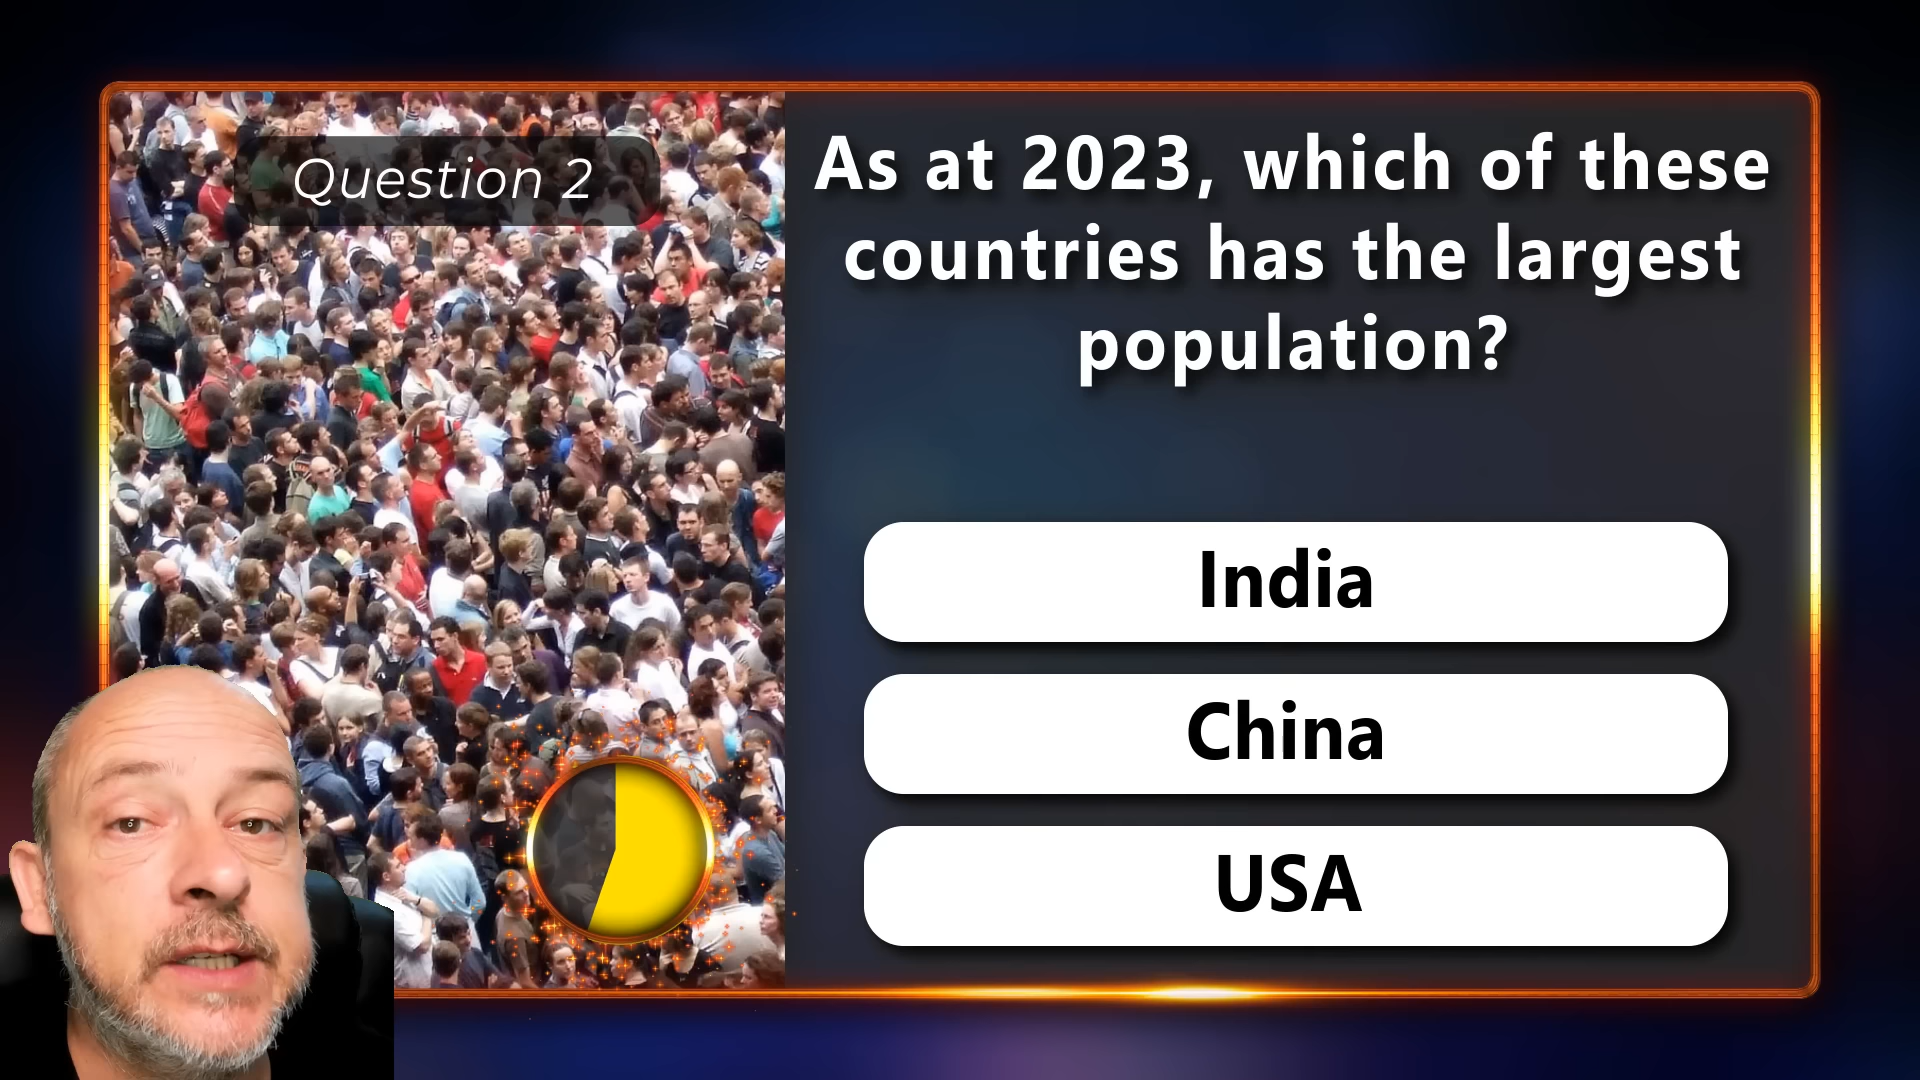 Question 2
As at 2023, which of these
countries has the largest
population?
India
China
USA